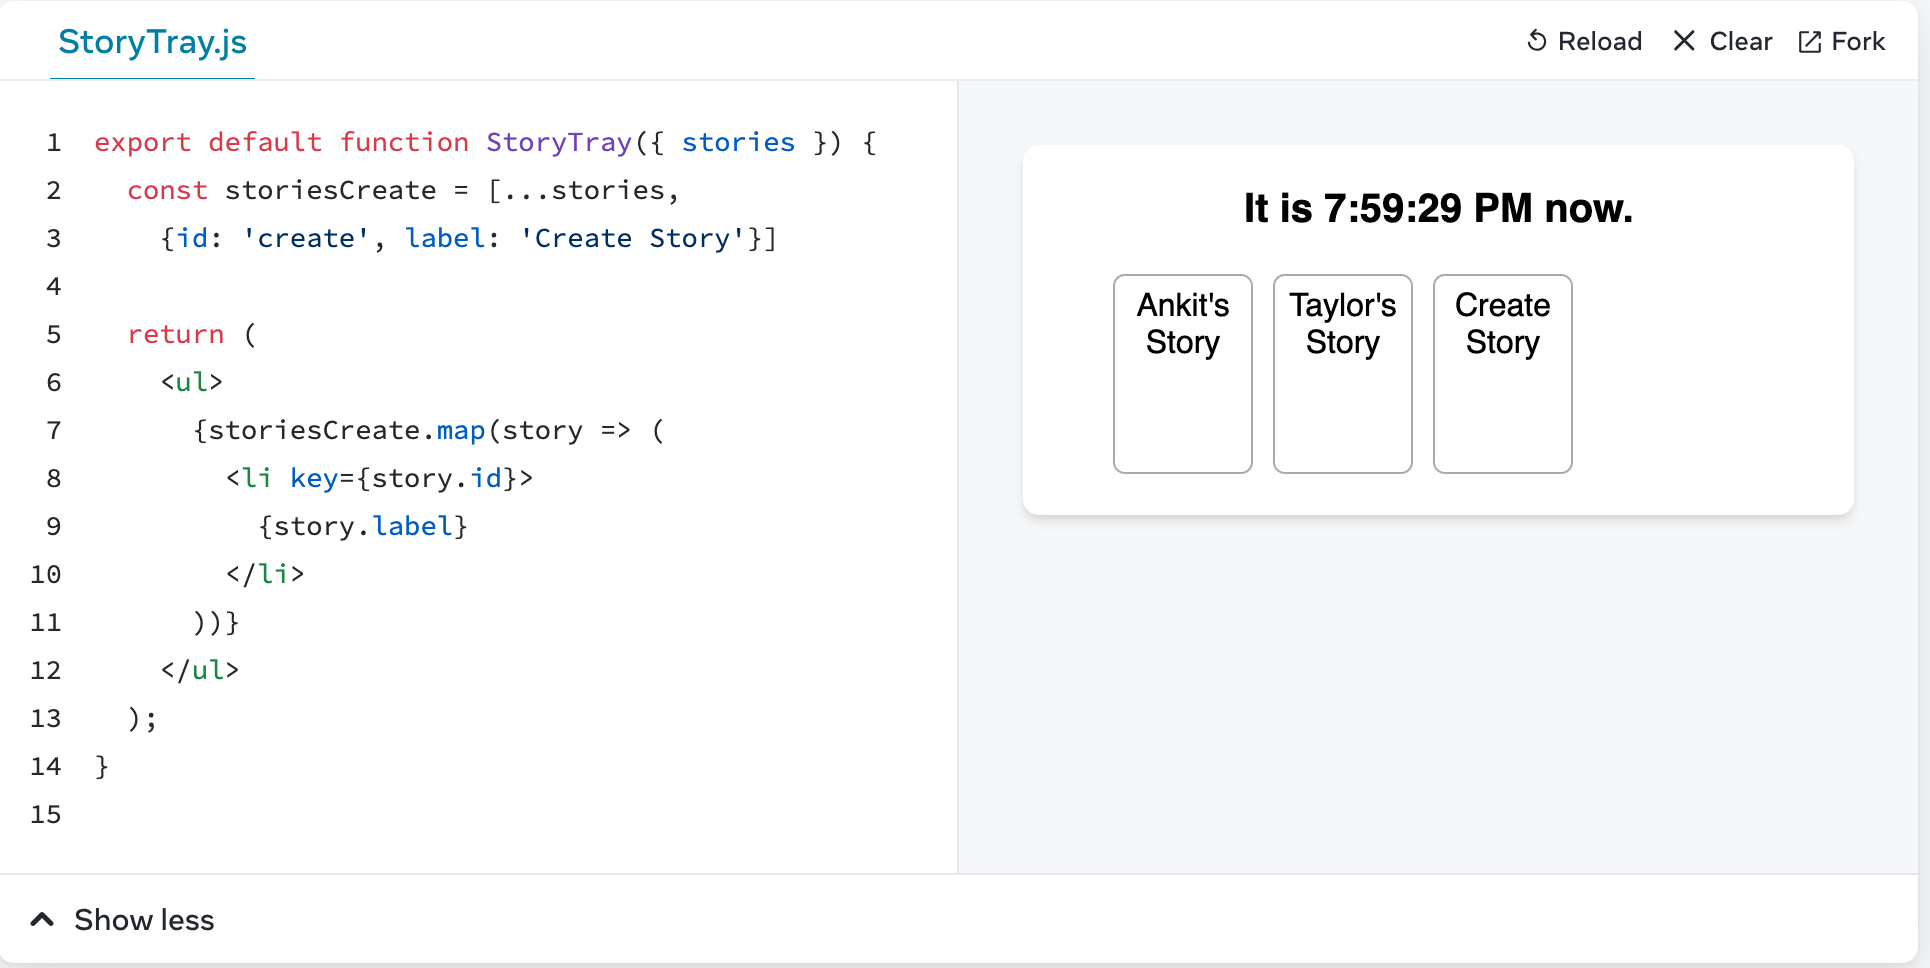 StoryTray.js
Reload
Clear
Fork
1 export default function StoryTray({ stories }) {
2   const storiesCreate = [...stories,
3     {id: 'create', label: 'Create Story'}]
4
5   return (
6     <ul>
7       {storiesCreate.map(story => (
8         <li key={story.id}>
9           {story.label}
10         </li>
11       ))}
12     </ul>
13   );
14 }
15
It is 7:59:29 PM now.
Ankit's
Story
Taylor's
Story
Create
Story
Show less